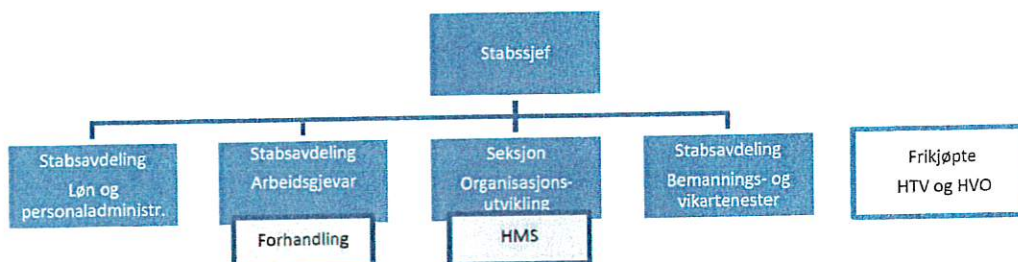 Stabssjef
Stabsavdeling
Løn og
personaladministr.
Stabsavdeling
Arbeidsgjevar
Forhandling
Seksjon
Organisasjons-
utvikling
HMS
Stabsavdeling
Bemannings- og
vikartenester
Frikjøpte
HTV og HVO